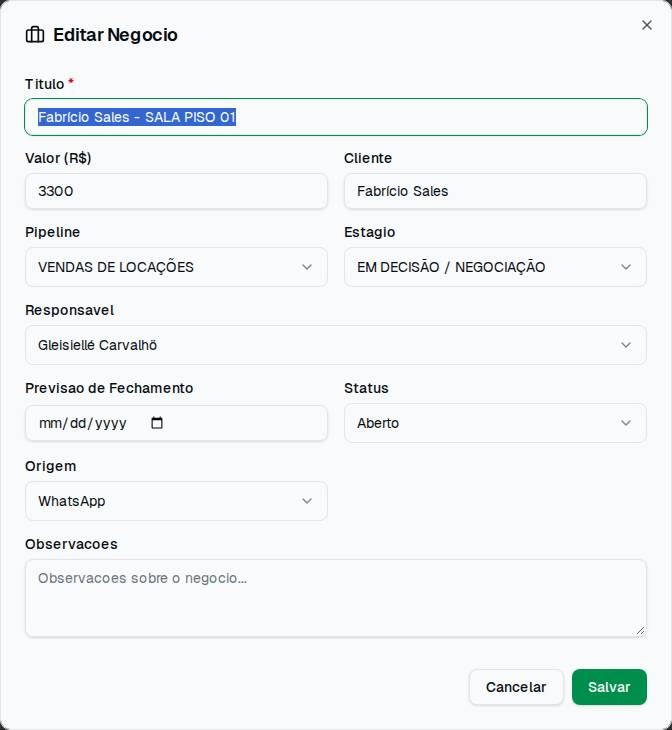 Editar Negocio
Titulo *
Fabrício Sales - SALA PISO 01
Valor (R$)
Cliente
3300
Fabrício Sales
Pipeline
Estagio
VENDAS DE LOCAÇÕES
EM DECISÃO / NEGOCIAÇÃO
Responsavel
Gleisiellé Carvalhö
Previsao de Fechamento
Status
mm/dd/yyyy
Aberto
Origem
WhatsApp
Observacoes
Observacoes sobre o negocio...
Cancelar
Salvar